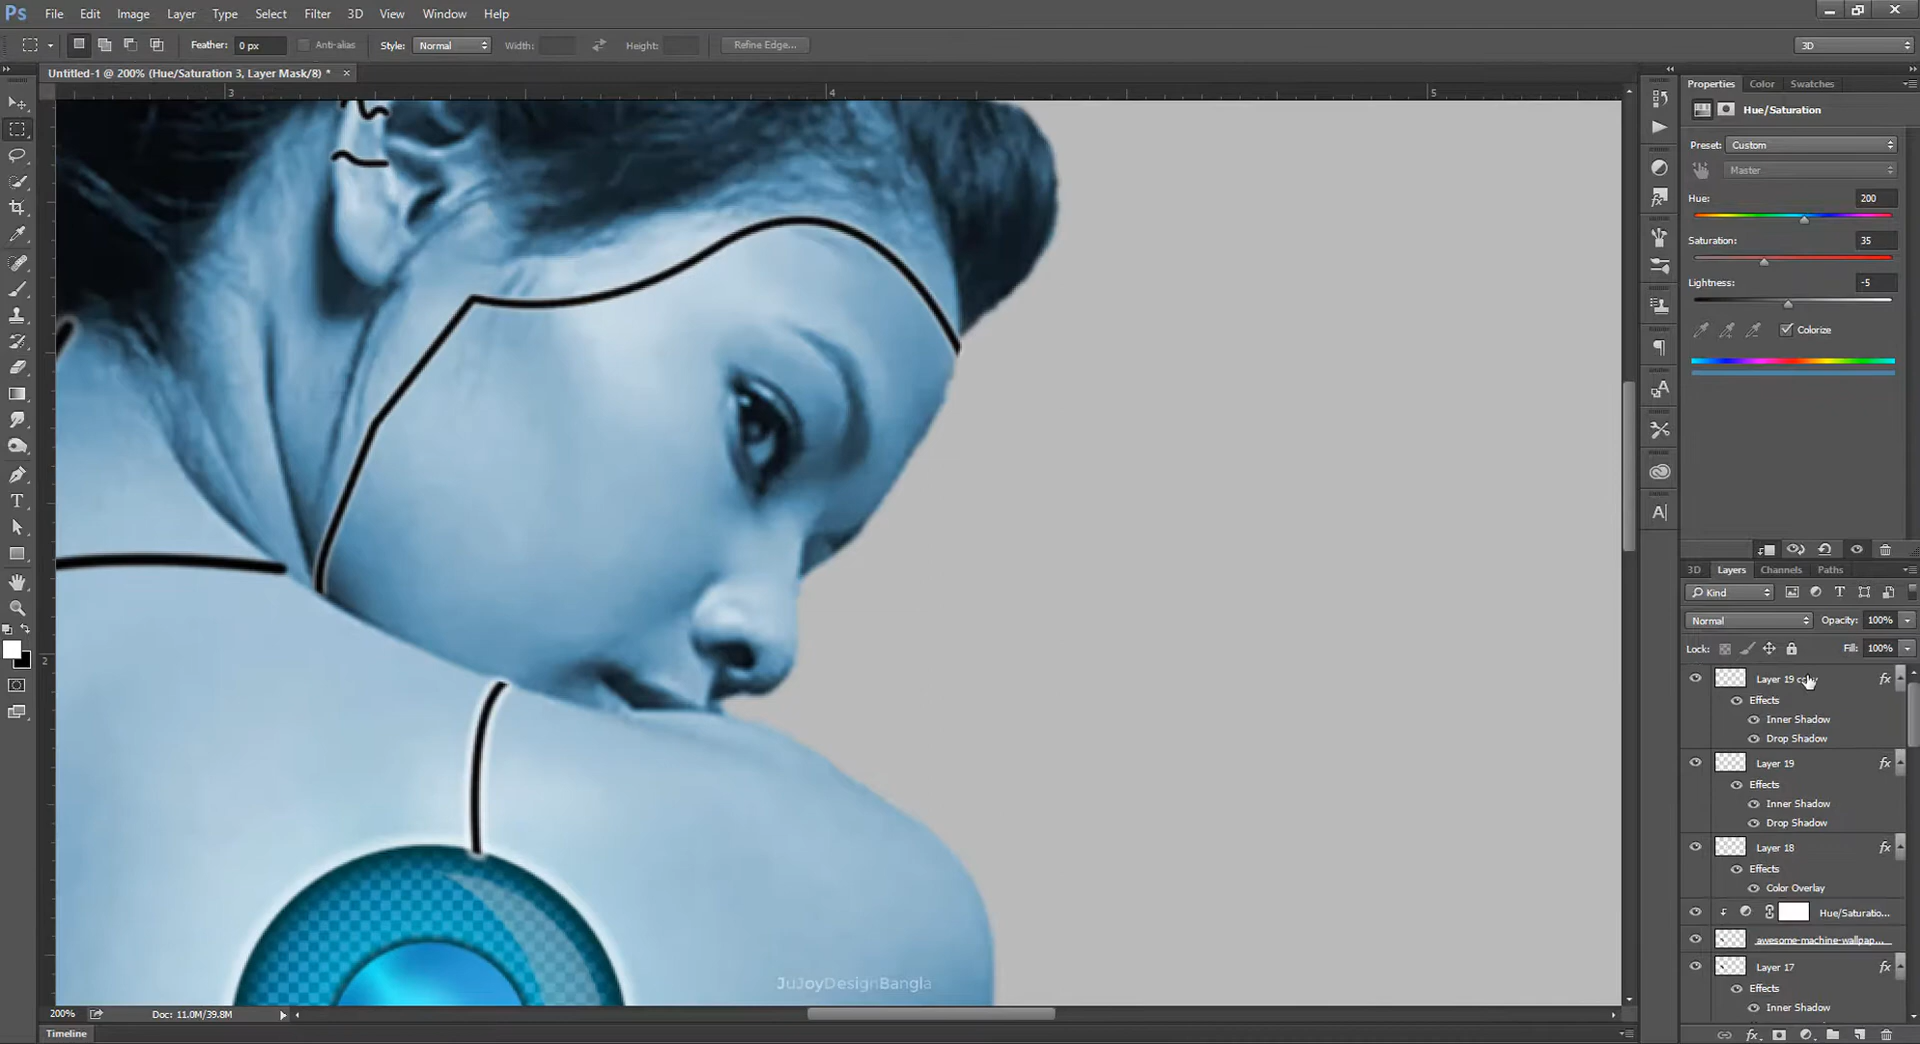 Ps File Edit Image Layer Type Select Filter 3D View Window Help
Feather: 0 px Anti-alias Style: Normal Width: Height: Refine Edge... 3D
Untitled-1 @ 200% (Hue/Saturation 3, Layer Mask/8) * ×
3 4 5
Properties Color Swatches
Hue/Saturation
Preset: Custom
Master
Hue: 200
Saturation: 35
Lightness: -5
Colorize
3D Layers Channels Paths
Kind
Normal Opacity: 100%
Lock: Fill: 100%
Layer 19 fx
Effects
Inner Shadow
Drop Shadow
Layer 19 fx
Effects
Inner Shadow
Drop Shadow
Layer 18 fx
Effects
Color Overlay
Hue/Saturatio...
awesome-machine-wallpap...
Layer 17 fx
Effects
Inner Shadow
2
JuJoyDesignBangla
200% Doc: 11.0M/39.8M
Timeline